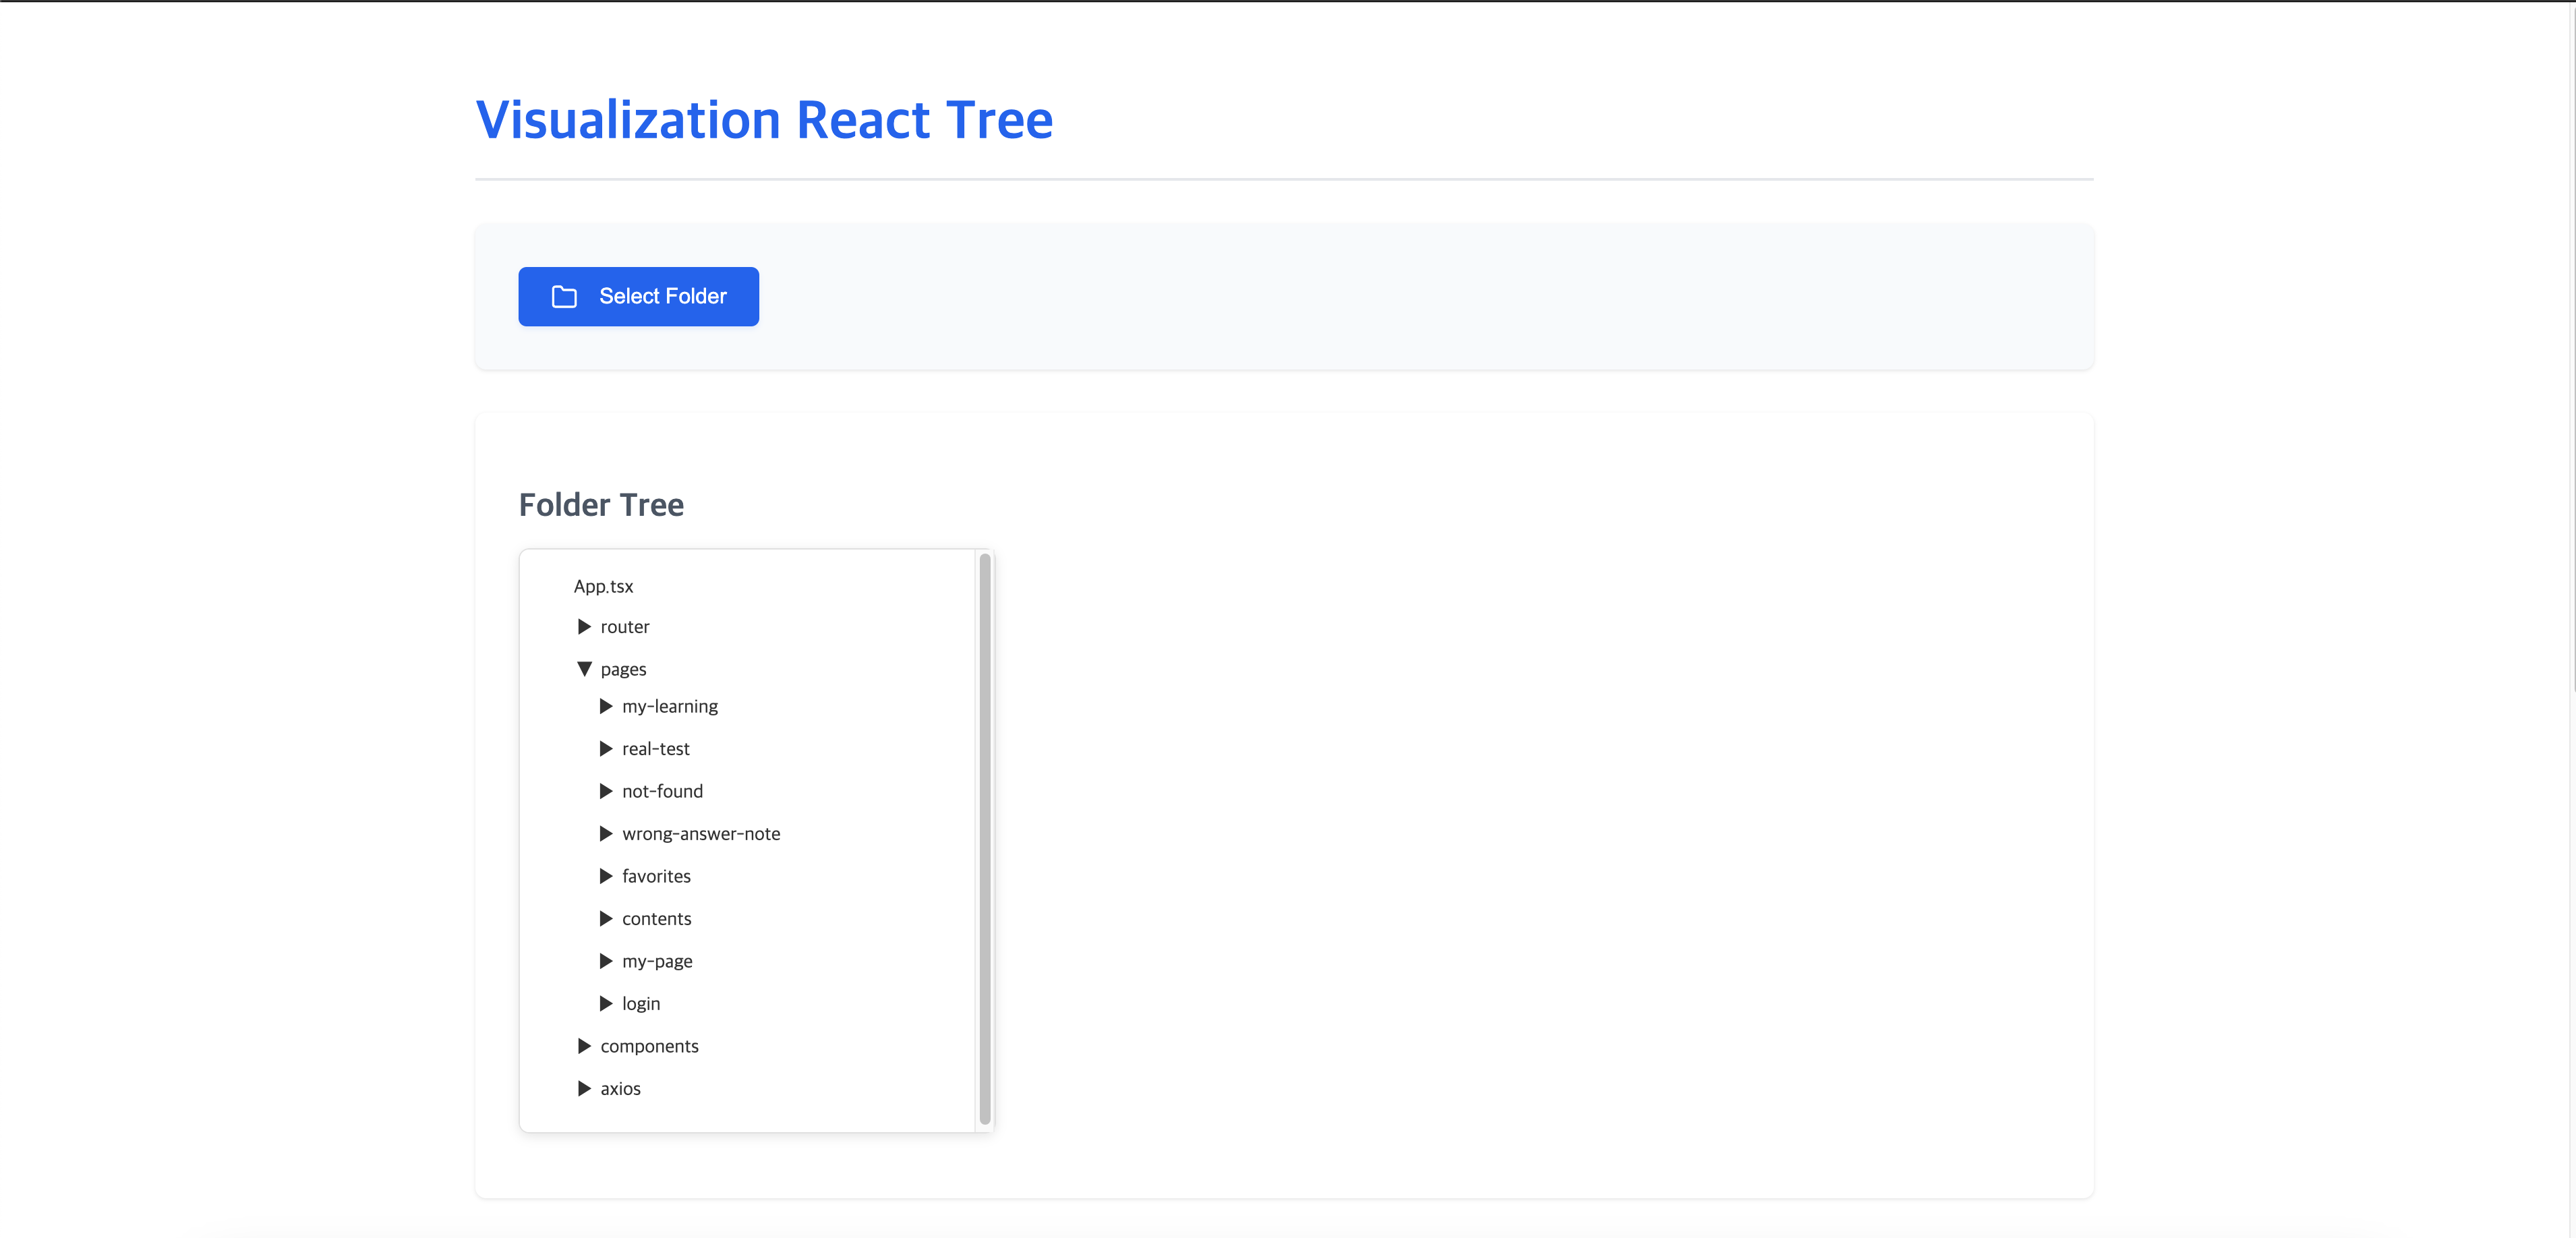 Visualization React Tree
Select Folder
Folder Tree
App.tsx
router
pages
my-learning
real-test
not-found
wrong-answer-note
favorites
contents
my-page
login
components
axios